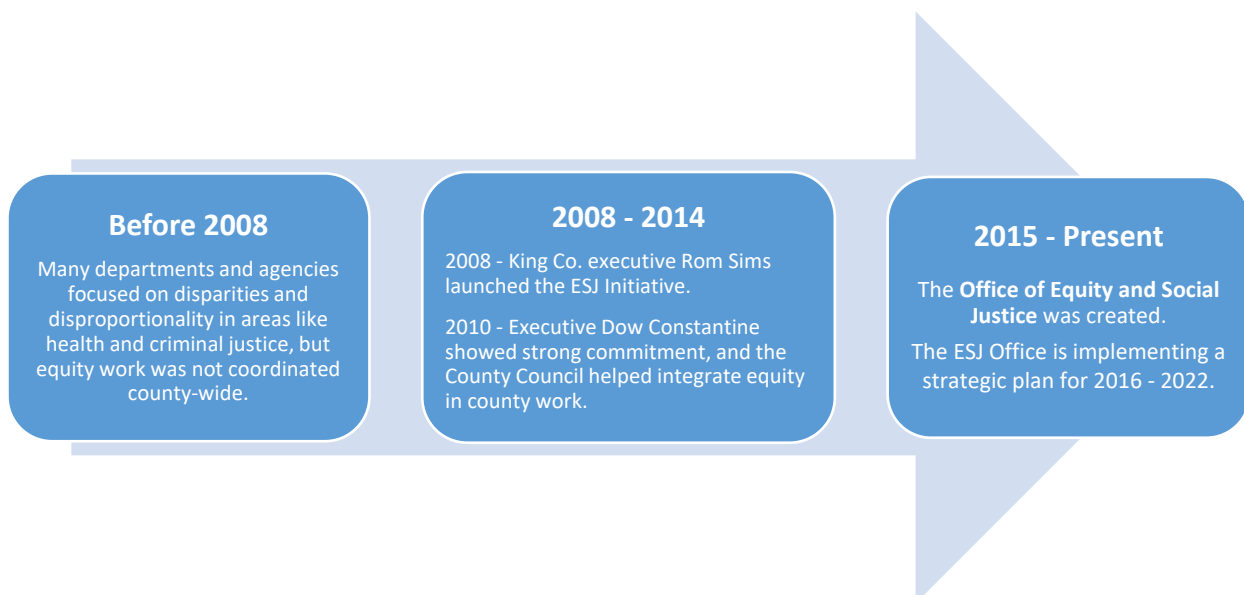 Before 2008
Many departments and agencies
focused on disparities and
disproportionality in areas like
health and criminal justice, but
equity work was not coordinated
county-wide.
2008 - 2014
2008 - King Co. executive Rom Sims
launched the ESJ Initiative.
2010 - Executive Dow Constantine
showed strong commitment, and the
County Council helped integrate equity
in county work.
2015 - Present
The Office of Equity and Social
Justice was created.
The ESJ Office is implementing a
strategic plan for 2016 - 2022.